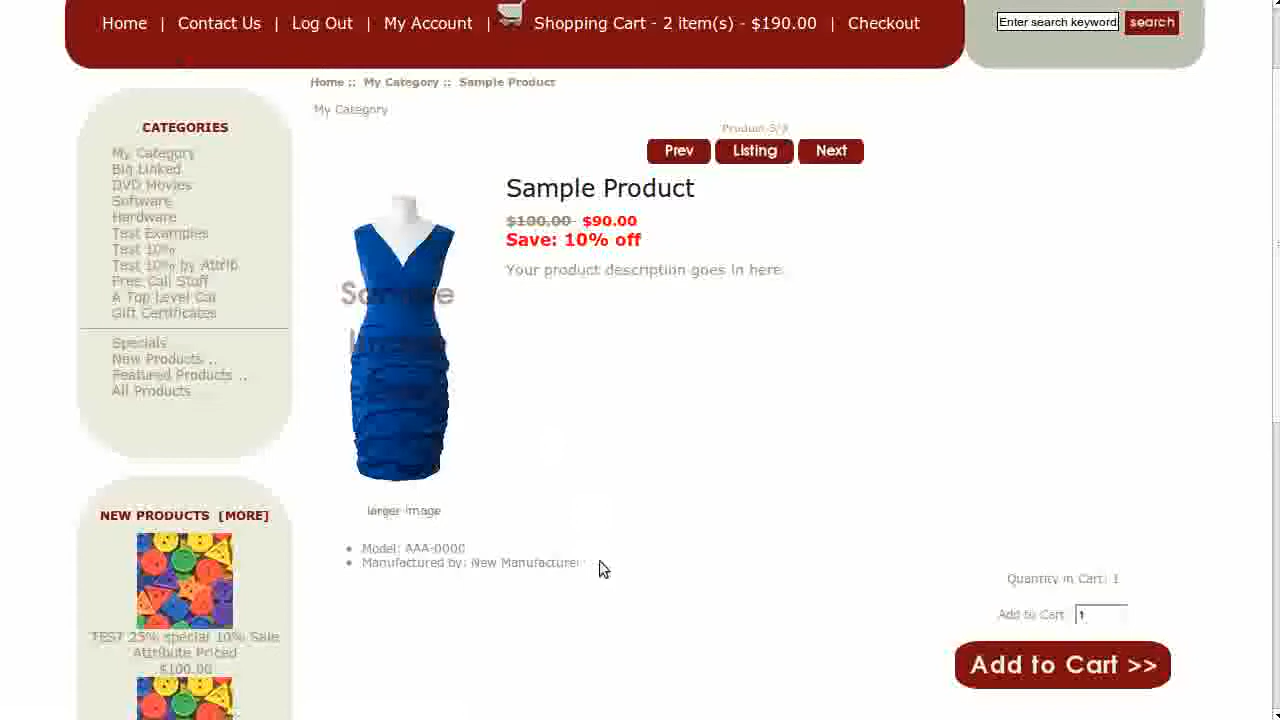 Home | Contact Us | Log Out | My Account | Shopping Cart - 2 item(s) - $190.00 | Checkout
Enter search keyword search
Home :: My Category :: Sample Product
My Category
CATEGORIES
My Category
Big Linked
DVD Movies
Software
Hardware
Test Examples
Test 10%
Test 10% by Attrib
Free Call Stuff
A Top Level Cat
Gift Certificates
Specials
New Products ...
Featured Products ...
All Products
NEW PRODUCTS [MORE]
TEST 25% special 10% Sale
Attribute Priced
$100.00
Product
Prev Listing Next
Sample Product
$100.00 $90.00
Save: 10% off
Your product description goes in here.
Sample
Image
larger image
Model: AAA-0000
Manufactured by: New Manufacturer
Quantity in Cart: 1
Add to Cart 1
Add to Cart >>